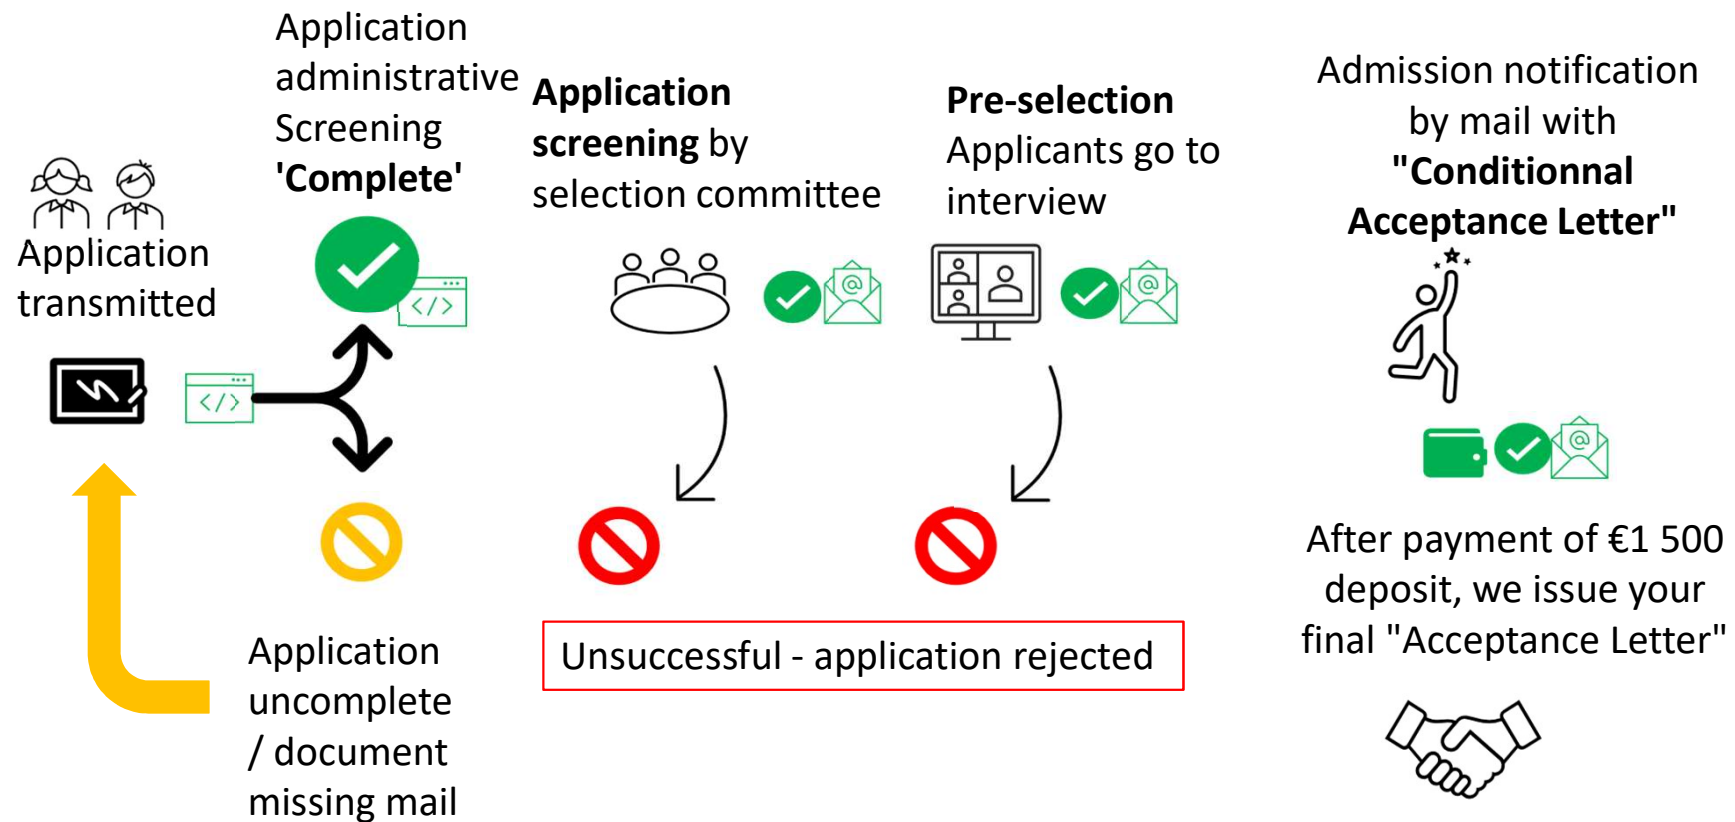 Application
transmitted
Application
administrative
Screening
'Complete'
Application
screening by
selection committee
Pre-selection
Applicants go to
interview
Admission notification
by mail with
"Conditionnal
Acceptance Letter"
</>
</>
@
@
@
After payment of €1 500
deposit, we issue your
final "Acceptance Letter"
Application
uncomplete
/ document
missing mail
Unsuccessful - application rejected